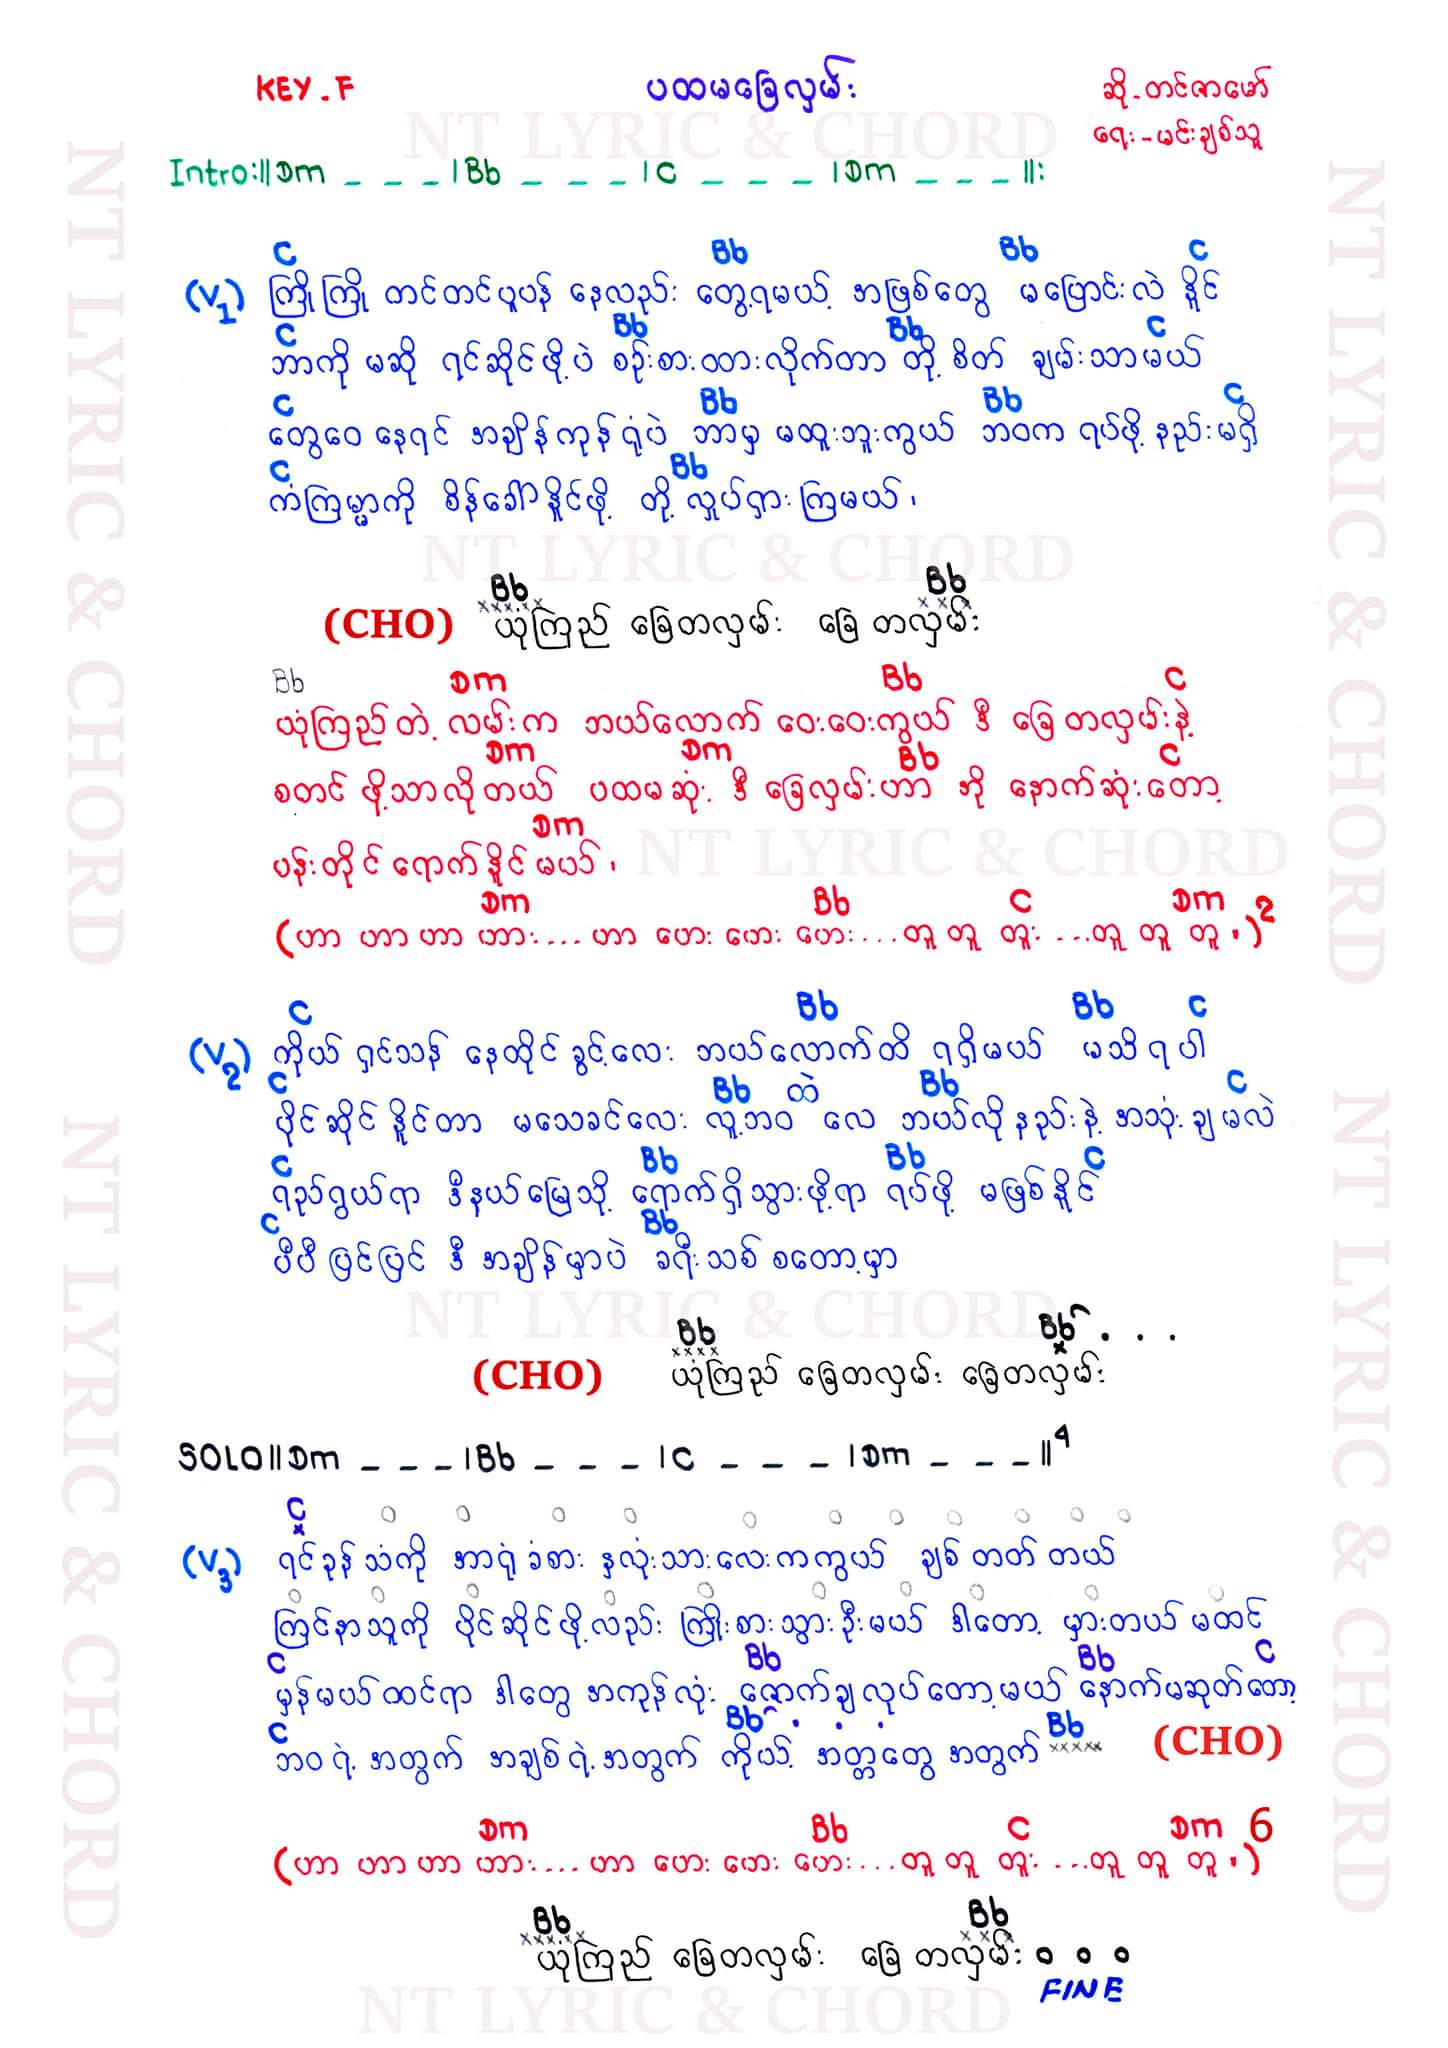 KEY-F ပထမခြေလှမ်း ဆို-တင်ဇာမော်
ရေး-မင်းချစ်သူ
Intro:||Dm _ _ _ |Bb _ _ _ |C _ _ _ |Dm _ _ _ ||:
C Bb Bb C
(V1) ကြိုကြို တင်တင်ပူပန် နေလည်း တွေ့ရမယ့် အဖြစ်တွေ မပြောင်းလဲ နိူင်
C Bb Bb C
ဘာကို မဆို ရင်ဆိုင်ဖို့ပဲ စဉ်းစားထားလိုက်တာ တို့ စိတ် ချမ်းသာမယ်
C Bb Bb C
တွေဝေ နေရင် အချိန်ကုန်ရုံပဲ ဘာမှ မထူးဘူးကွယ် ဘဝက ရပ်ဖို့ နည်းမရှိ
C Bb
ကံကြမ္မာကို စိန်ခေါ်နိူင်ဖို့ တို့ လှုပ်ရှားကြမယ်၊
Bb Bb
(CHO) ယုံကြည် ခြေတလှမ်း ခြေ တလှမ်း
Bb Dm Bb C
ယုံကြည်တဲ့ လမ်းက ဘယ်လောက် ဝေးဝေးကွယ် ဒီ ခြေတလှမ်းနဲ့
Dm Dm Bb C
စတင် ဖို့သာလိုတယ် ပထမဆုံး ဒီ ခြေလှမ်းဟာ ဘို နောက်ဆုံးတော့
Dm
ပန်းတိုင် ရောက်နိူင်မယ်၊
Dm Bb C Dm
(ဟာ ဟာ ဟာ ဟား.... ဟာ ဟေး ဟေး ဟေး...တူ တူ တူး ...တူ တူ တူ .)2
C Bb Bb C
(V2) ကိုယ် ရှင်သန် နေထိုင်ခွင့်လေး ဘယ်လောက်ထိ ရရှိမယ် မသိရပါ
C Bb Bb C
ပိုင်ဆိုင်နိူင်တာ မသေခင်လေး လူ့ဘဝ ထဲ လေ ဘယ်လိုနည်းနဲ့ အသုံးချမလဲ
C Bb Bb C
ရည်ရွယ်ရာ ဒီနယ်မြေသို့ ရောက်ရှိသွားဖို့ရာ ရပ်ဖို့ မဖြစ်နိူင်
C Bb
ပီပီပြင်ပြင် ဒီ အချိန်မှာပဲ ခရီးသစ် စတော့မှာ
Bb Bb . . .
(CHO) ယုံကြည် ခြေတလှမ်း ခြေတလှမ်း
SOLO||Dm _ _ _ |Bb _ _ _ |C _ _ _ |Dm _ _ _ ||4
C
(V3) ရင်ခုန်သံကို အာရုံခံစား နှလုံးသားလေးကကွယ် ချစ်တတ်တယ်
ကြင်နာသူကို ပိုင်ဆိုင်ဖို့လည်း ကြိုးစားသွားဦးမယ် ဒါတော့ မှားတယ်မထင်
C Bb Bb C
မှန်မယ်ထင်ရာ ဒါတွေ အကုန်လုံး ဇောက်ချလုပ်တော့မယ် နောက်မဆုတ်တော့
C Bb . . . Bb
ဘဝရဲ့ အတွက် အချစ်ရဲ့အတွက် ကိုယ့် အတ္တတွေ အတွက် (CHO)
Dm Bb C Dm
(ဟာ ဟာ ဟာ ဟား.... ဟာ ဟေး ဟေး ဟေး...တူ တူ တူး ...တူ တူ တူ .)6
Bb Bb
ယုံကြည် ခြေတလှမ်း ခြေ တလှမ်း
FINE
NT LYRIC & CHORD
NT LYRIC & CHORD
NT LYRIC & CHORD
NT LYRIC & CHORD
NT LYRIC & CHORD
NT LYRIC & CHORD
NT LYRIC & CHORD
NT LYRIC & CHORD
NT LYRIC & CHORD